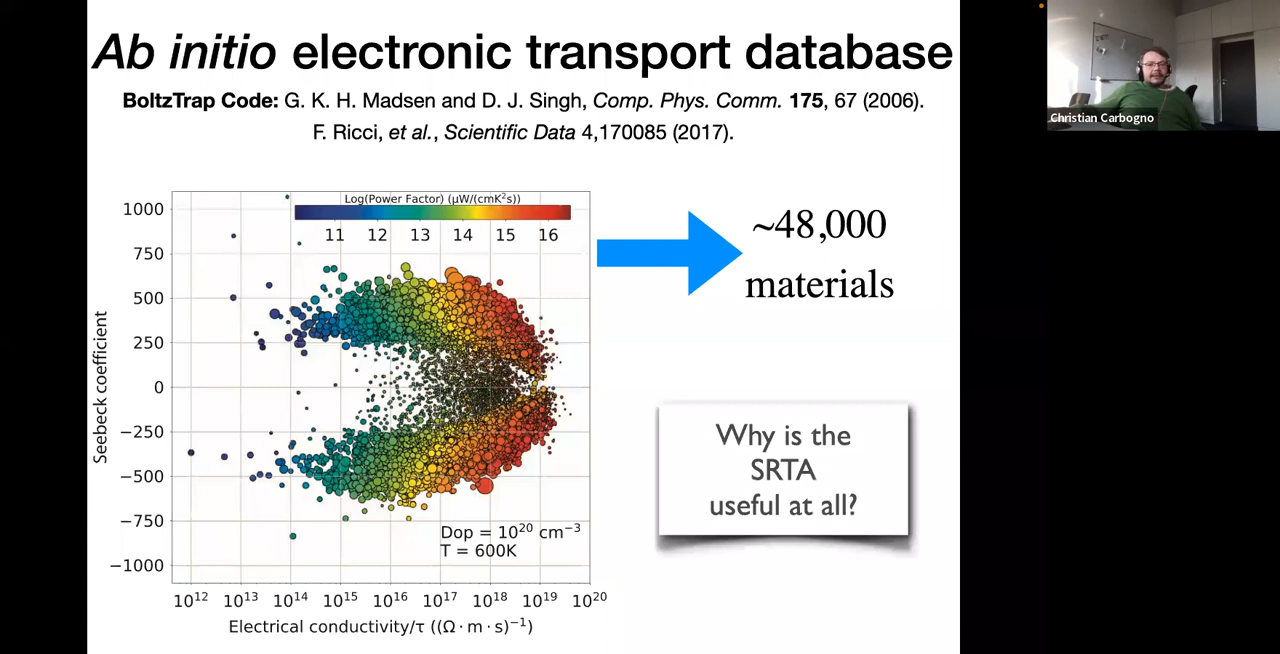 Ab initio electronic transport database
BoltzTrap Code: G. K. H. Madsen and D. J. Singh, Comp. Phys. Comm. 175, 67 (2006).
F. Ricci, et al., Scientific Data 4,170085 (2017).
Christian Carbogno
Log(Power Factor) (μW/(cmK²s))
11 12 13 14 15 16
1000
750
500
250
0
−250
−500
−750
−1000
Seebeck coefficient
Dop = 10²⁰ cm⁻³
T = 600K
10¹² 10¹³ 10¹⁴ 10¹⁵ 10¹⁶ 10¹⁷ 10¹⁸ 10¹⁹ 10²⁰
Electrical conductivity/τ ((Ω · m · s)⁻¹)
~48,000
materials
Why is the
SRTA
useful at all?